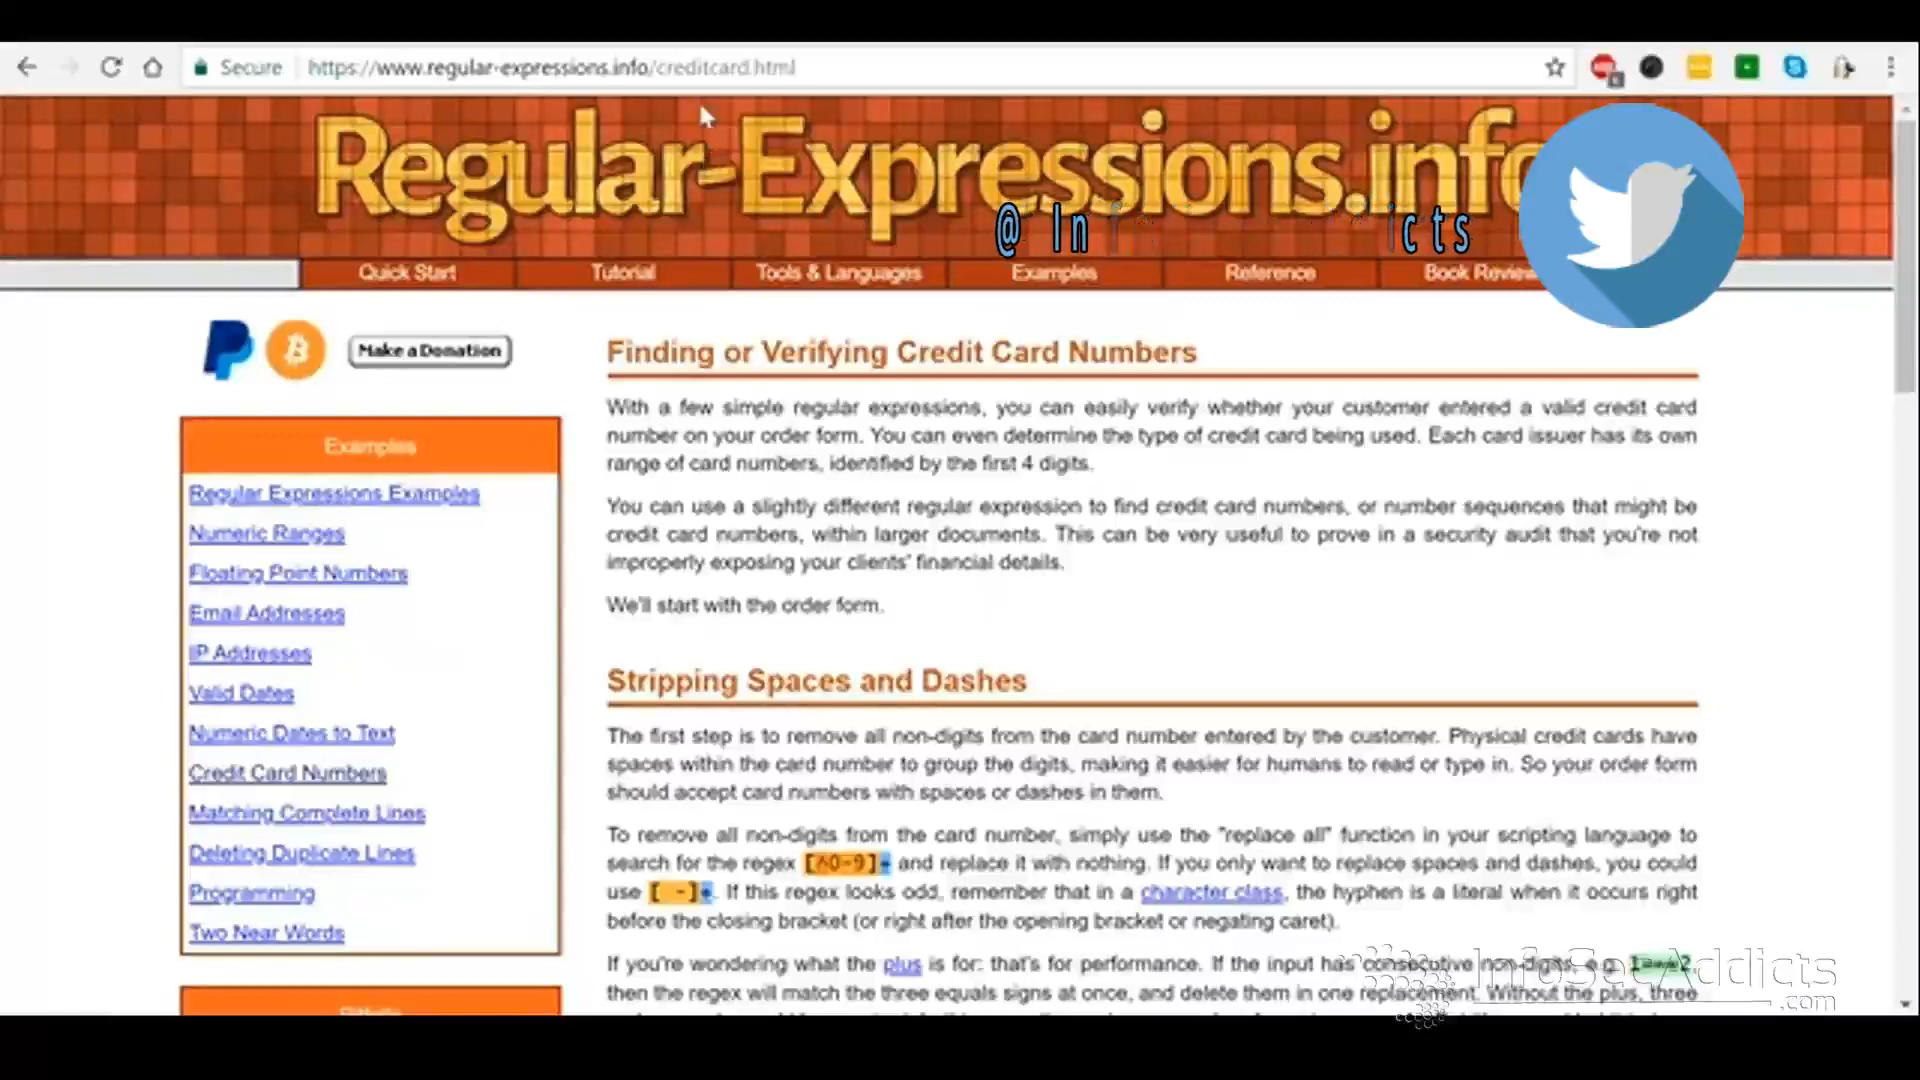 Secure https://www.regular-expressions.info/creditcard.html
Regular-Expressions.info
@ In icts
Quick Start Tutorial Tools & Languages Examples Reference Book Review
Make a Donation
Examples
Regular Expressions Examples
Numeric Ranges
Floating Point Numbers
Email Addresses
IP Addresses
Valid Dates
Numeric Dates to Text
Credit Card Numbers
Matching Complete Lines
Deleting Duplicate Lines
Programming
Two Near Words
Finding or Verifying Credit Card Numbers
With a few simple regular expressions, you can easily verify whether your customer entered a valid credit card
number on your order form. You can even determine the type of credit card being used. Each card issuer has its own
range of card numbers, identified by the first 4 digits.
You can use a slightly different regular expression to find credit card numbers, or number sequences that might be
credit card numbers, within larger documents. This can be very useful to prove in a security audit that you're not
improperly exposing your clients' financial details.
We'll start with the order form.
Stripping Spaces and Dashes
The first step is to remove all non-digits from the card number entered by the customer. Physical credit cards have
spaces within the card number to group the digits, making it easier for humans to read or type in. So your order form
should accept card numbers with spaces or dashes in them.
To remove all non-digits from the card number, simply use the "replace all" function in your scripting language to
search for the regex [^0-9]+ and replace it with nothing. If you only want to replace spaces and dashes, you could
use [ -]+. If this regex looks odd, remember that in a character class, the hyphen is a literal when it occurs right
before the closing bracket (or right after the opening bracket or negating caret).
If you're wondering what the plus is for: that's for performance. If the input has consecutive non-digits, e.g. 1===2,
then the regex will match the three equals signs at once, and delete them in one replacement. Without the plus, three
InfoSecAddicts
.com